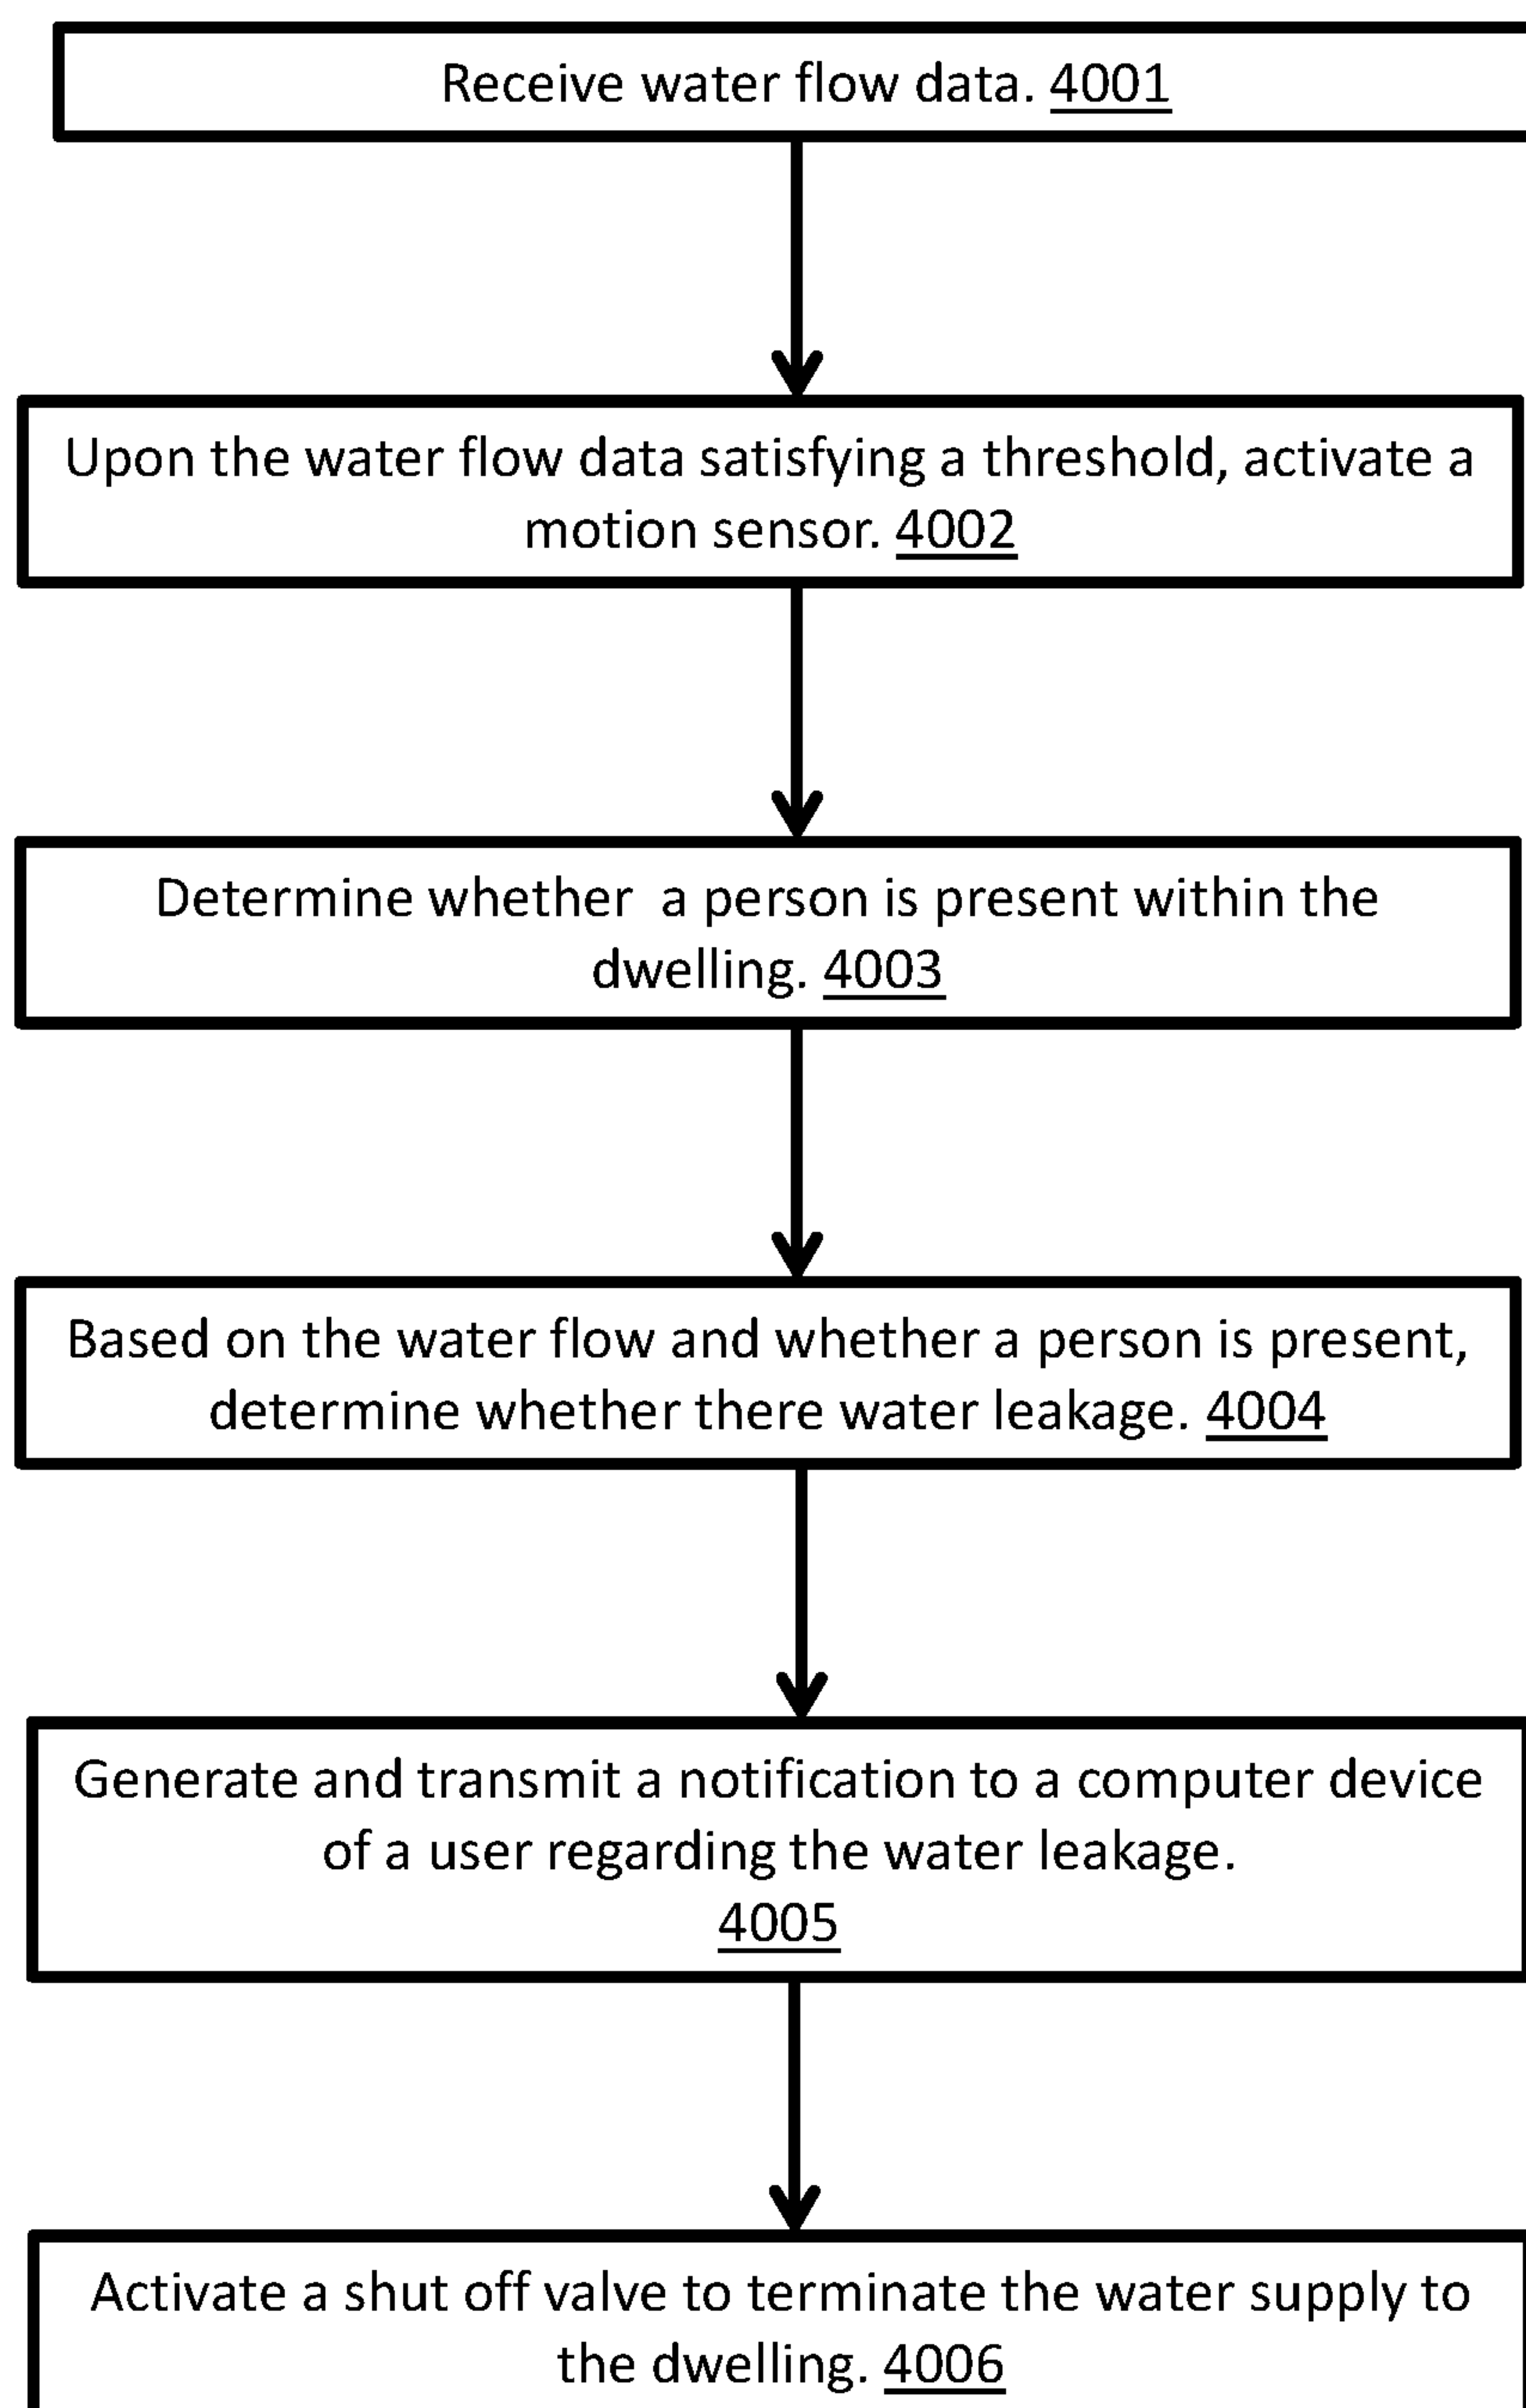 Receive water flow data. 4001
Upon the water flow data satisfying a threshold, activate a
motion sensor. 4002
Determine whether  a person is present within the
dwelling. 4003
Based on the water flow and whether a person is present,
determine whether there water leakage. 4004
Generate and transmit a notification to a computer device
of a user regarding the water leakage.
4005
Activate a shut off valve to terminate the water supply to
the dwelling. 4006